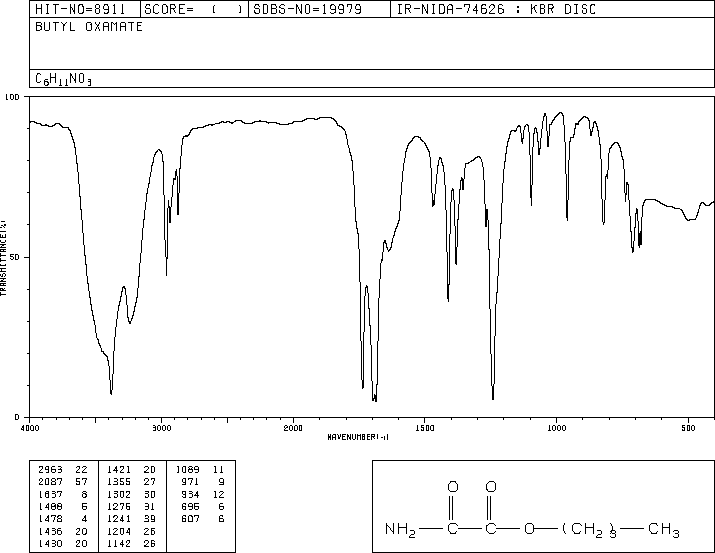 HIT-NO=8911 SCORE= ( ) SDBS-NO=19979 IR-NIDA-74626 : KBR DISC
BUTYL OXAMATE
C6H11NO3
100
TRANSMITTANCE(%)
50
0
4000 3000 2000 1500 1000 500
WAVENUMBER(-1)
2963 22 1421 20 1089 11
2087 57 1355 27 971 9
1837 8 1302 30 934 12
1488 6 1276 31 696 6
1478 4 1241 39 607 6
1436 20 1204 26
1430 20 1142 26
O O
NH2 C C O (CH2)3 CH3